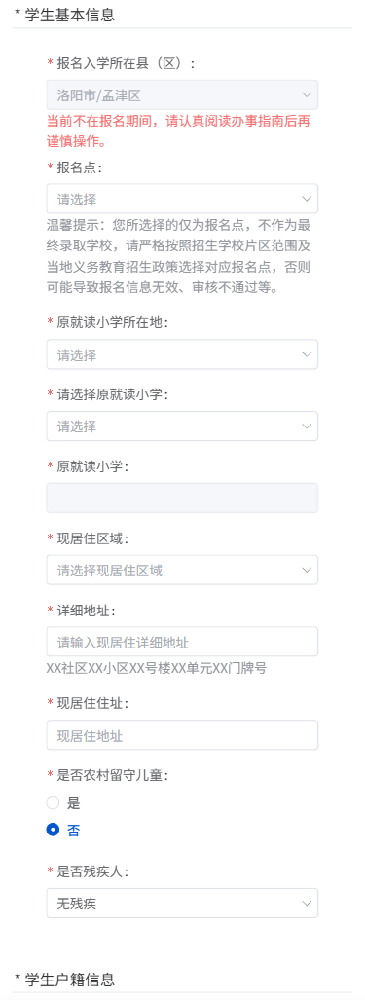 * 学生基本信息
* 报名入学所在县（区）：
洛阳市/孟津区
当前不在报名期间，请认真阅读办事指南后再
谨慎操作。
* 报名点：
请选择
温馨提示：您所选择的仅为报名点，不作为最
终录取学校，请严格按照招生学校片区范围及
当地义务教育招生政策选择对应报名点，否则
可能导致报名信息无效、审核不通过等。
* 原就读小学所在地：
请选择
* 请选择原就读小学：
请选择
* 原就读小学：
* 现居住区域：
请选择现居住区域
* 详细地址：
请输入现居住详细地址
XX社区XX小区XX号楼XX单元XX门牌号
* 现居住住址：
现居住地址
* 是否农村留守儿童：
是
否
* 是否残疾人：
无残疾
* 学生户籍信息